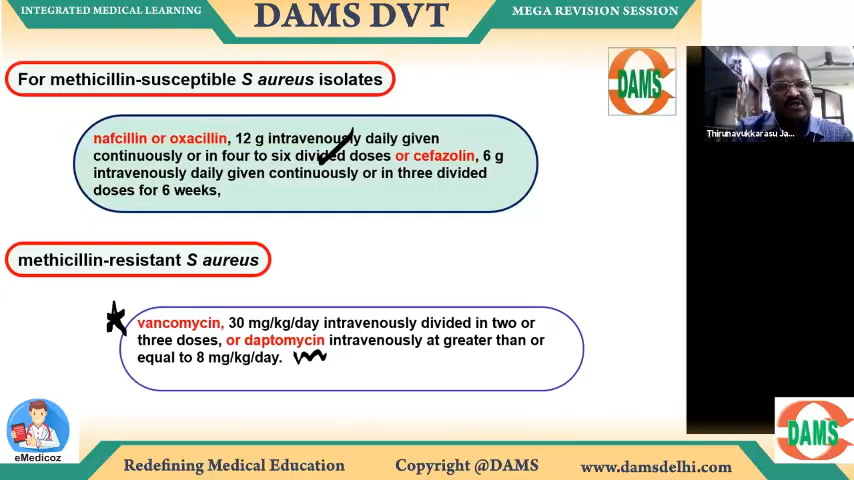 INTEGRATED MEDICAL LEARNING
DAMS DVT
MEGA REVISION SESSION
For methicillin-susceptible S aureus isolates
DAMS
Thirunavukkarasu Ja...
nafcillin or oxacillin, 12 g intravenously daily given
continuously or in four to six divided doses or cefazolin, 6 g
intravenously daily given continuously or in three divided
doses for 6 weeks,
methicillin-resistant S aureus
vancomycin, 30 mg/kg/day intravenously divided in two or
three doses, or daptomycin intravenously at greater than or
equal to 8 mg/kg/day.
DAMS
eMedicoz
Redefining Medical Education
Copyright @DAMS
www.damsdelhi.com